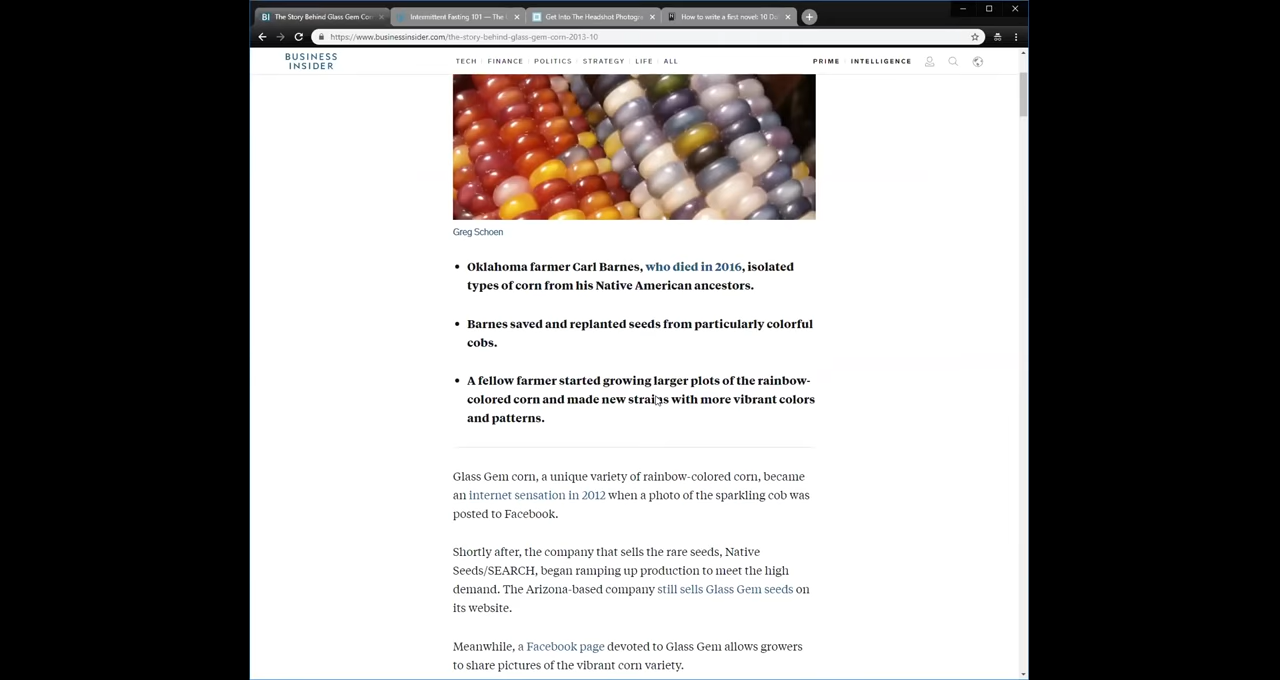 BI The Story Behind Glass Gem Cor
Intermittent Fasting 101 — The
Get Into The Headshot Photogra
How to write a first novel: 10 Do
https://www.businessinsider.com/the-story-behind-glass-gem-corn-2013-10
BUSINESS
INSIDER
TECH FINANCE POLITICS STRATEGY LIFE ALL
PRIME INTELLIGENCE
Greg Schoen
• Oklahoma farmer Carl Barnes, who died in 2016, isolated
types of corn from his Native American ancestors.
• Barnes saved and replanted seeds from particularly colorful
cobs.
• A fellow farmer started growing larger plots of the rainbow-
colored corn and made new strains with more vibrant colors
and patterns.
Glass Gem corn, a unique variety of rainbow-colored corn, became
an internet sensation in 2012 when a photo of the sparkling cob was
posted to Facebook.
Shortly after, the company that sells the rare seeds, Native
Seeds/SEARCH, began ramping up production to meet the high
demand. The Arizona-based company still sells Glass Gem seeds on
its website.
Meanwhile, a Facebook page devoted to Glass Gem allows growers
to share pictures of the vibrant corn variety.